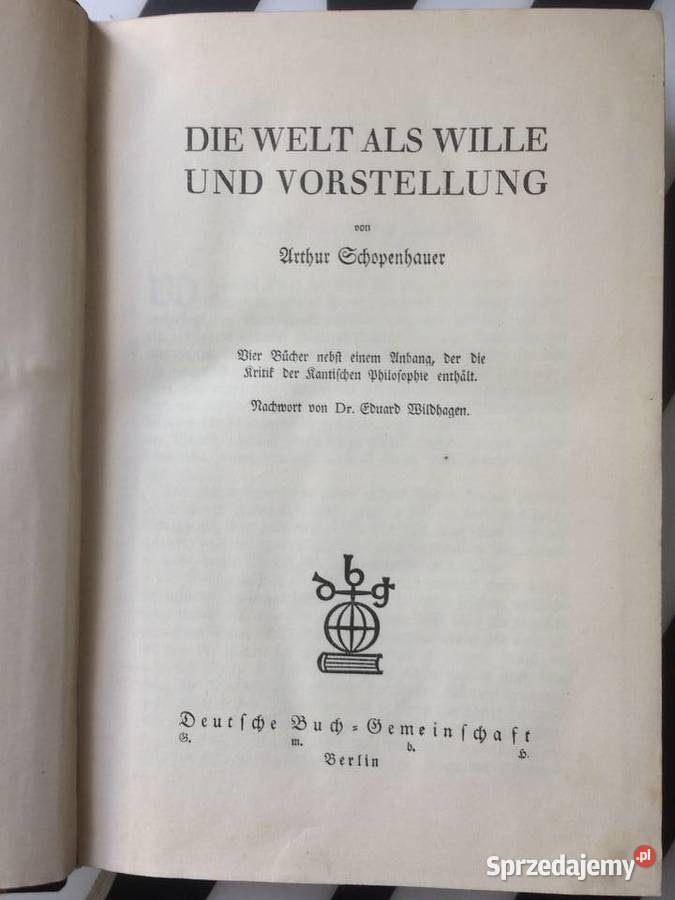 DIE WELT ALS WILLE
UND VORSTELLUNG
von
Arthur Schopenhauer
Vier Bücher nebst einem Anhang, der die
Kritik der Kantischen Philosophie enthält.
Nachwort von Dr. Eduard Wildhagen.
dbg
Deutsche Buch-Gemeinschaft
G. m. b. H.
Berlin
Sprzedajemy.pl